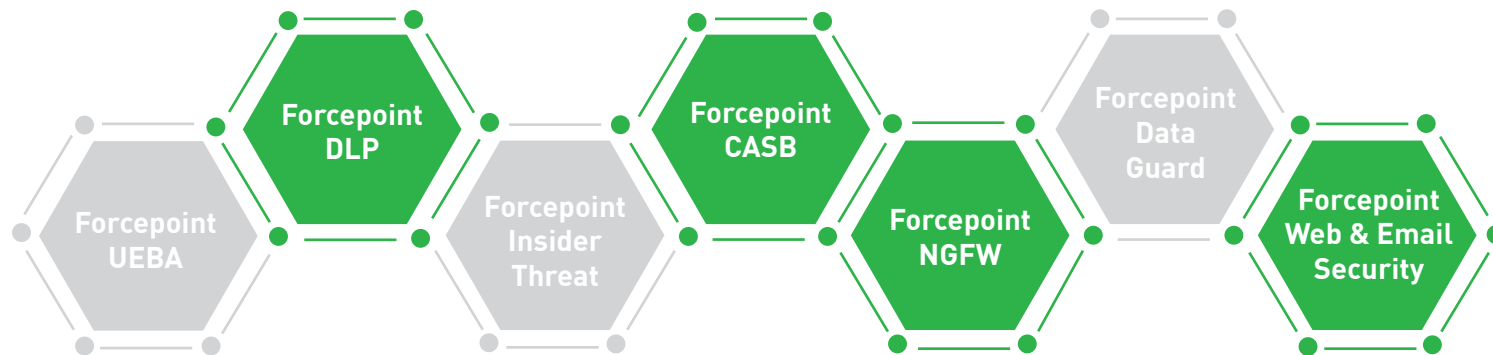 Forcepoint
UEBA
Forcepoint
DLP
Forcepoint
Insider
Threat
Forcepoint
CASB
Forcepoint
NGFW
Forcepoint
Data
Guard
Forcepoint
Web & Email
Security